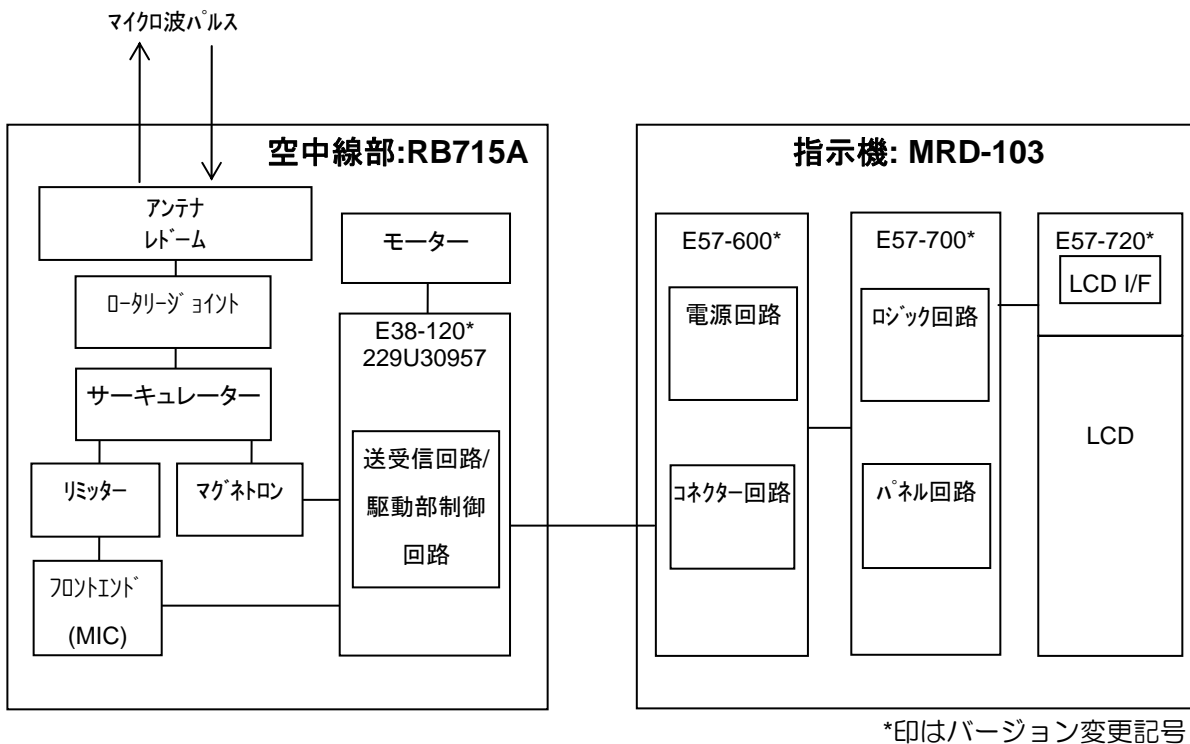 マイクロ波パルス
空中線部:RB715A
アンテナ
レドーム
ロータリージョイント
サーキュレーター
リミッター
マグネトロン
フロントエンド
(MIC)
モーター
E38-120*
229U30957
送受信回路/
駆動部制御
回路
指示機: MRD-103
E57-600*
電源回路
コネクター回路
E57-700*
ロジック回路
パネル回路
E57-720*
LCD I/F
LCD
*印はバージョン変更記号